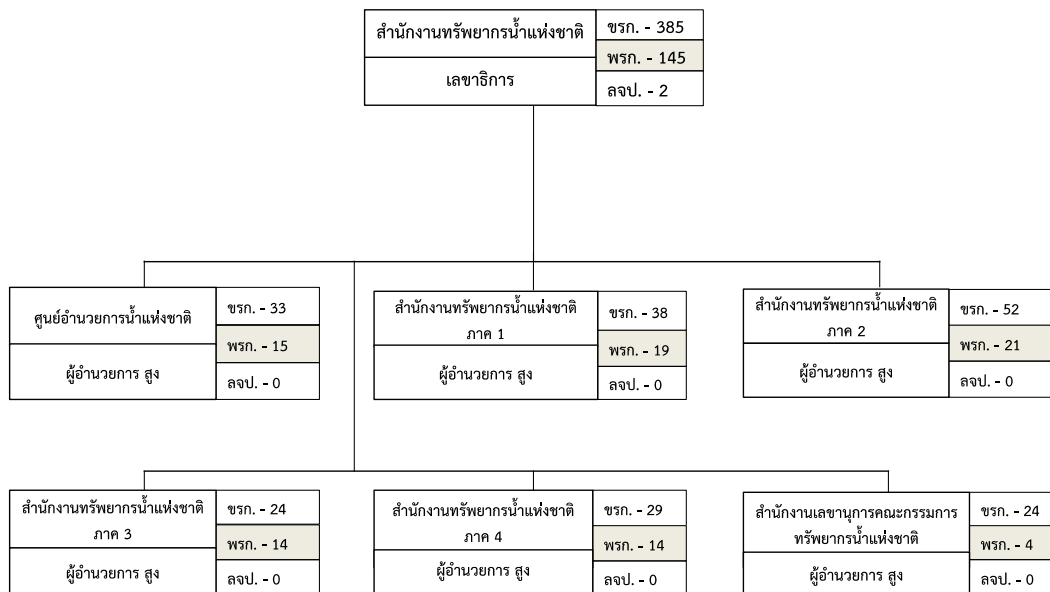 สำนักงานทรัพยากรน้ำแห่งชาติ
เลขาธิการ
ขรก. - 385
พรก. - 145
ลจป. - 2
ศูนย์อำนวยการน้ำแห่งชาติ
ผู้อำนวยการ สูง
ขรก. - 33
พรก. - 15
ลจป. - 0
สำนักงานทรัพยากรน้ำแห่งชาติ
ภาค 1
ผู้อำนวยการ สูง
ขรก. - 38
พรก. - 19
ลจป. - 0
สำนักงานทรัพยากรน้ำแห่งชาติ
ภาค 2
ผู้อำนวยการ สูง
ขรก. - 52
พรก. - 21
ลจป. - 0
สำนักงานทรัพยากรน้ำแห่งชาติ
ภาค 3
ผู้อำนวยการ สูง
ขรก. - 24
พรก. - 14
ลจป. - 0
สำนักงานทรัพยากรน้ำแห่งชาติ
ภาค 4
ผู้อำนวยการ สูง
ขรก. - 29
พรก. - 14
ลจป. - 0
สำนักงานเลขานุการคณะกรรมการ
ทรัพยากรน้ำแห่งชาติ
ผู้อำนวยการ สูง
ขรก. - 24
พรก. - 4
ลจป. - 0